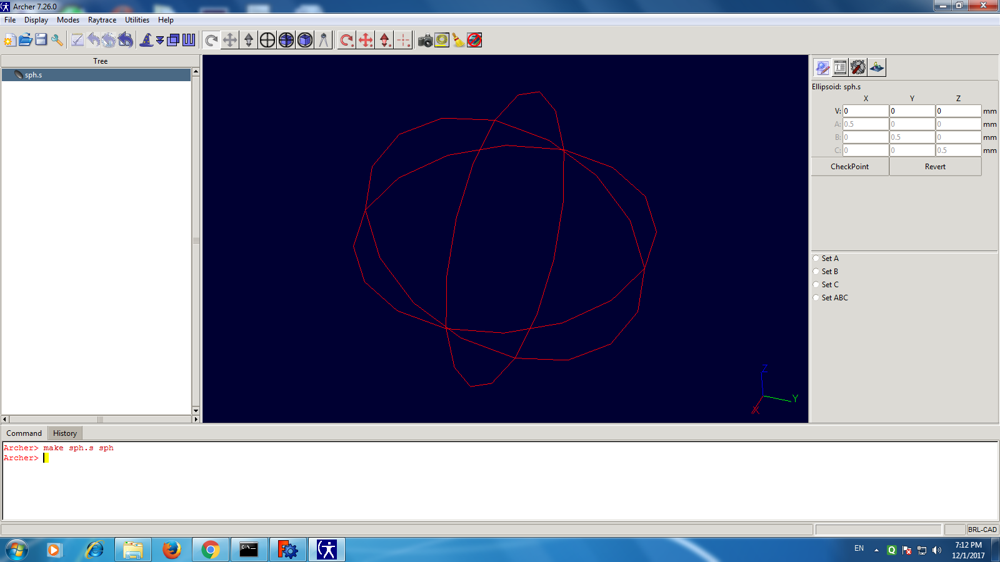 Archer 7.26.0
File Display Modes Raytrace Utilities Help
Tree
sph.s
Ellipsoid: sph.s
X Y Z
V: 0 0 0 mm
A: 0.5 0 0 mm
B: 0 0.5 0 mm
C: 0 0 0.5 mm
CheckPoint Revert
Set A
Set B
Set C
Set ABC
Z
Y
X
Command History
Archer> make sph.s sph
Archer>
BRL-CAD
EN
7:12 PM
12/1/2017